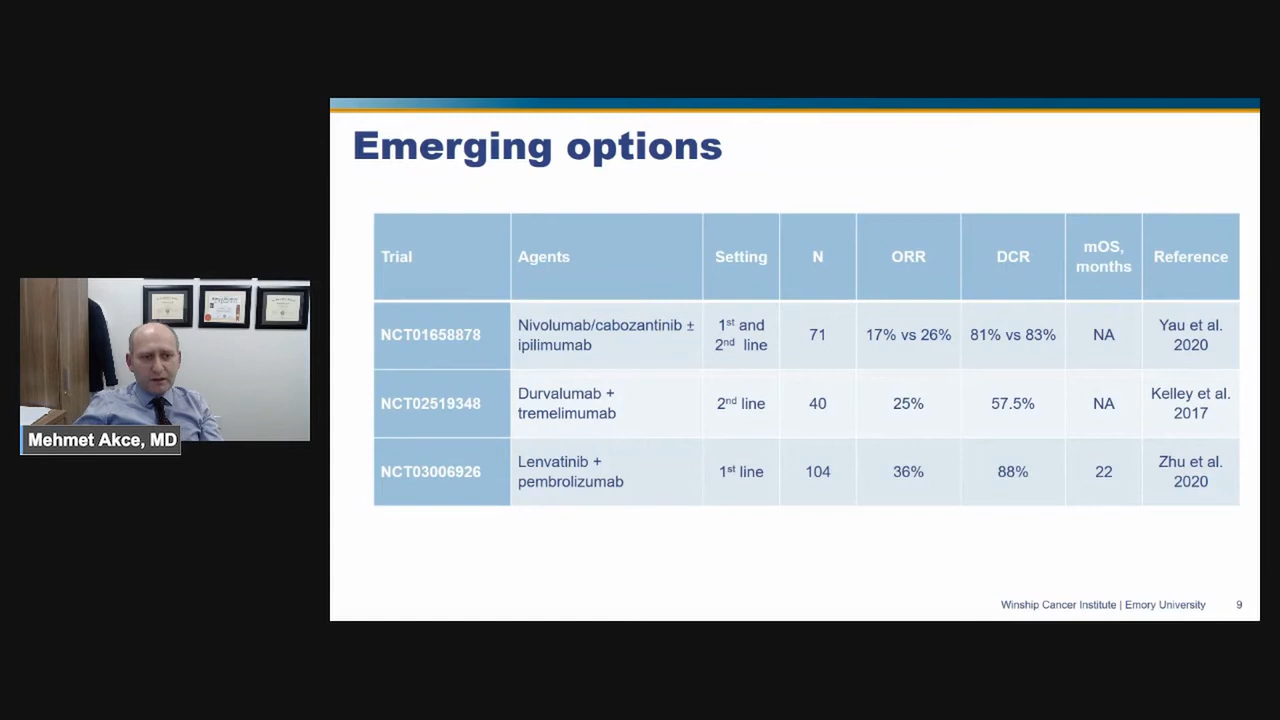 Emerging options
Trial
Agents
Setting
N
ORR
DCR
mOS,
months
Reference
NCT01658878
Nivolumab/cabozantinib ±
ipilimumab
1st and
2nd line
71
17% vs 26%
81% vs 83%
NA
Yau et al.
2020
NCT02519348
Durvalumab +
tremelimumab
2nd line
40
25%
57.5%
NA
Kelley et al.
2017
NCT03006926
Lenvatinib +
pembrolizumab
1st line
104
36%
88%
22
Zhu et al.
2020
Mehmet Akce, MD
Winship Cancer Institute | Emory University
9